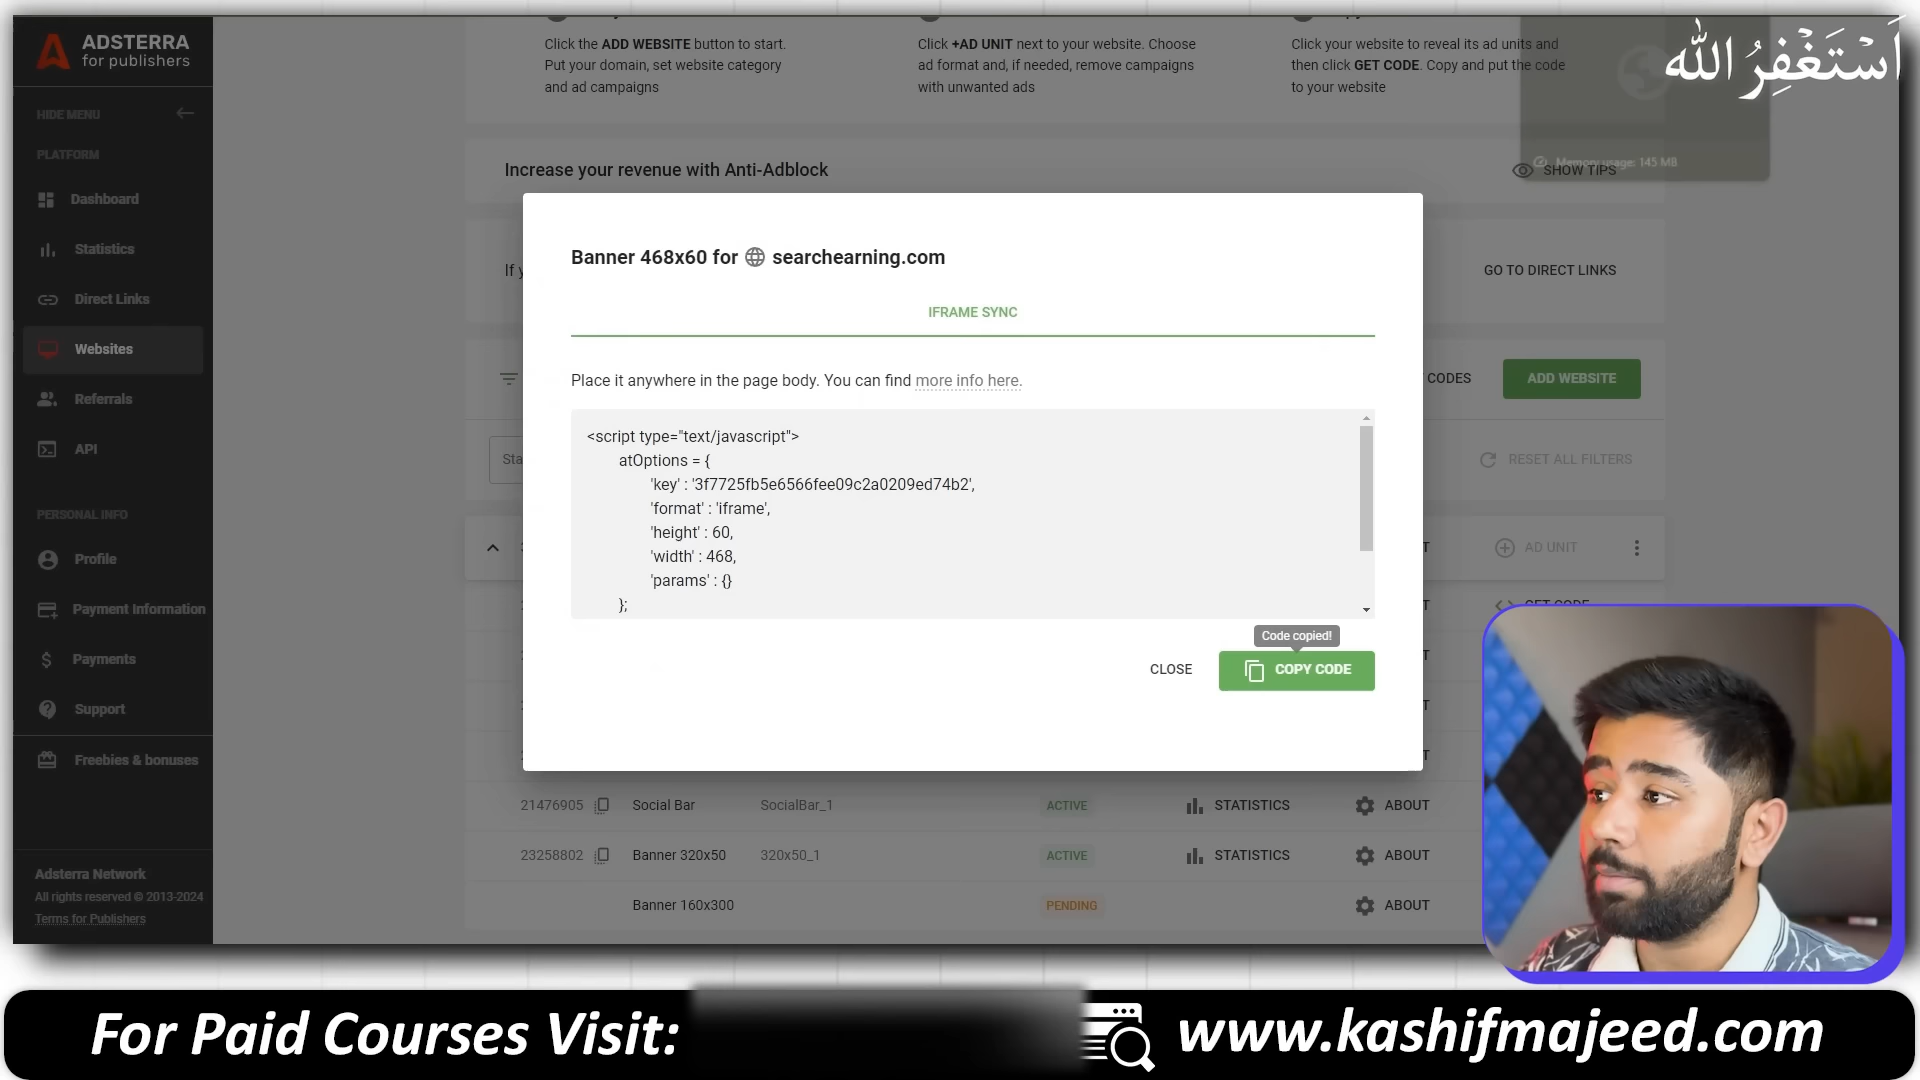 ADSTERRA
for publishers
HIDE MENU
PLATFORM
Dashboard
Statistics
Direct Links
Websites
Referrals
API
PERSONAL INFO
Profile
Payment Information
Payments
Support
Freebies & bonuses
Adsterra Network
All rights reserved © 2013-2024
Terms for Publishers
Click the ADD WEBSITE button to start.
Put your domain, set website category
and ad campaigns
Click +AD UNIT next to your website. Choose
ad format and, if needed, remove campaigns
with unwanted ads
Click your website to reveal its ad units and
then click GET CODE. Copy and put the code
to your website
اَسْتَغْفِرُ اللّٰه
Memory usage: 145 MB
Increase your revenue with Anti-Adblock
SHOW TIPS
If
GO TO DIRECT LINKS
CODES
ADD WEBSITE
RESET ALL FILTERS
AD UNIT
GET CODE
Banner 468x60 for searchearning.com
IFRAME SYNC
Place it anywhere in the page body. You can find more info here.
<script type="text/javascript">
atOptions = {
'key' : '3f7725fb5e6566fee09c2a0209ed74b2',
'format' : 'iframe',
'height' : 60,
'width' : 468,
'params' : {}
};
Code copied!
CLOSE
COPY CODE
21476905 Social Bar SocialBar_1 ACTIVE STATISTICS ABOUT
23258802 Banner 320x50 320x50_1 ACTIVE STATISTICS ABOUT
Banner 160x300 PENDING ABOUT
For Paid Courses Visit: www.kashifmajeed.com